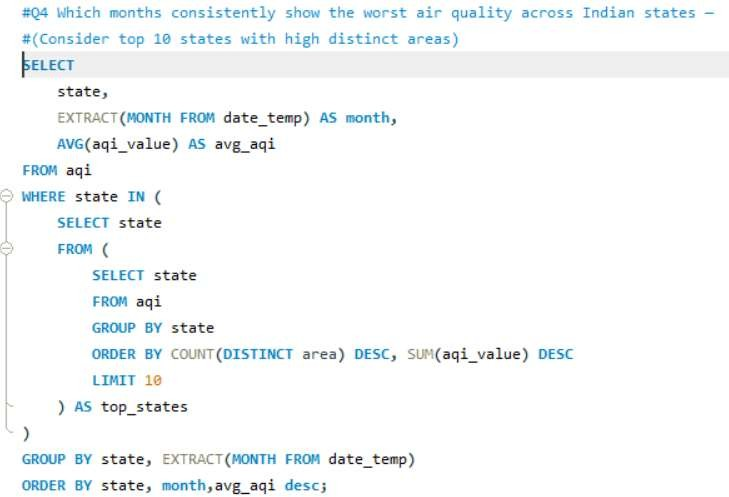 #Q4 Which months consistently show the worst air quality across Indian states —
#(Consider top 10 states with high distinct areas)
SELECT
    state,
    EXTRACT(MONTH FROM date_temp) AS month,
    AVG(aqi_value) AS avg_aqi
FROM aqi
WHERE state IN (
    SELECT state
    FROM (
        SELECT state
        FROM aqi
        GROUP BY state
        ORDER BY COUNT(DISTINCT area) DESC, SUM(aqi_value) DESC
        LIMIT 10
    ) AS top_states
)
GROUP BY state, EXTRACT(MONTH FROM date_temp)
ORDER BY state, month,avg_aqi desc;